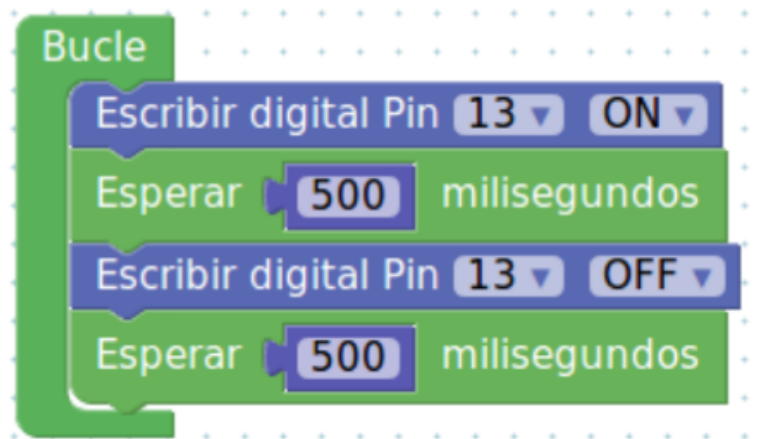 Bucle
Escribir digital Pin 13 ON
Esperar 500 milisegundos
Escribir digital Pin 13 OFF
Esperar 500 milisegundos